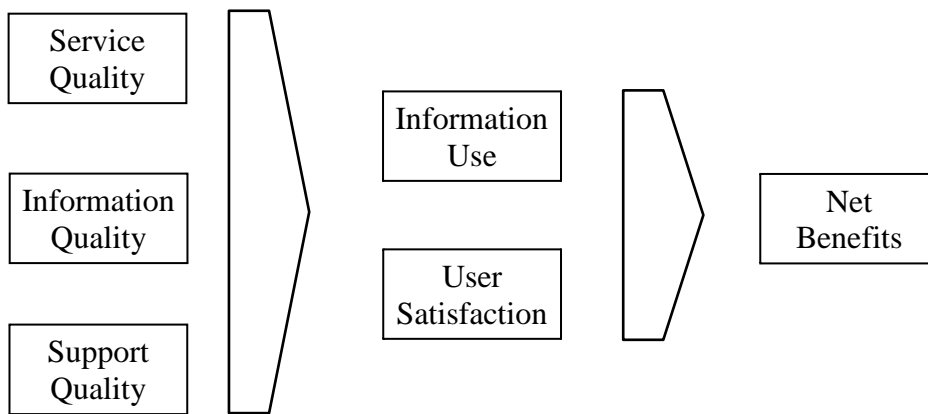 Service
Quality
Information
Quality
Support
Quality
Information
Use
User
Satisfaction
Net
Benefits